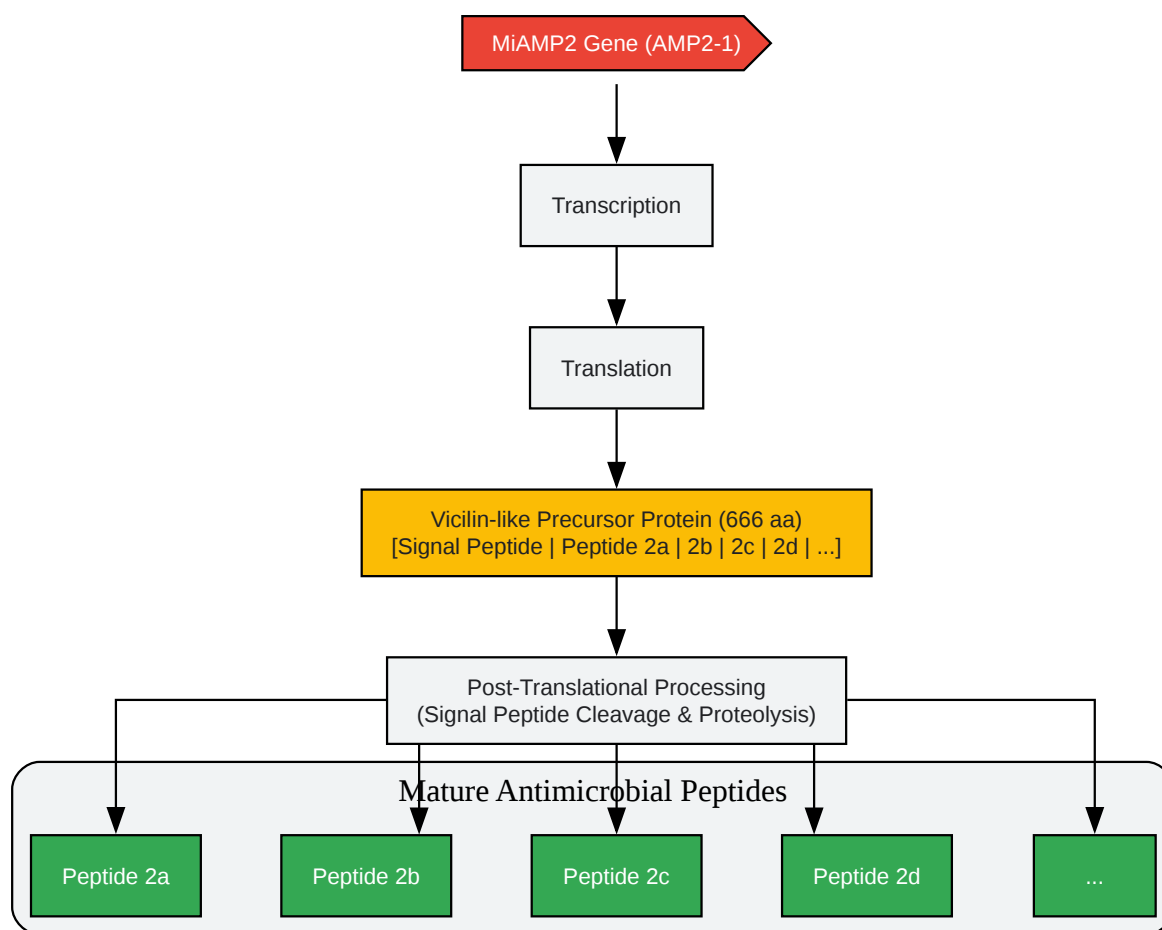 MiAMP2 Gene (AMP2-1)
Transcription
Translation
Vicilin-like Precursor Protein (666 aa)
[Signal Peptide | Peptide 2a | 2b | 2c | 2d | ...]
Post-Translational Processing
(Signal Peptide Cleavage & Proteolysis)
Mature Antimicrobial Peptides
Peptide 2a
Peptide 2b
Peptide 2c
Peptide 2d
...